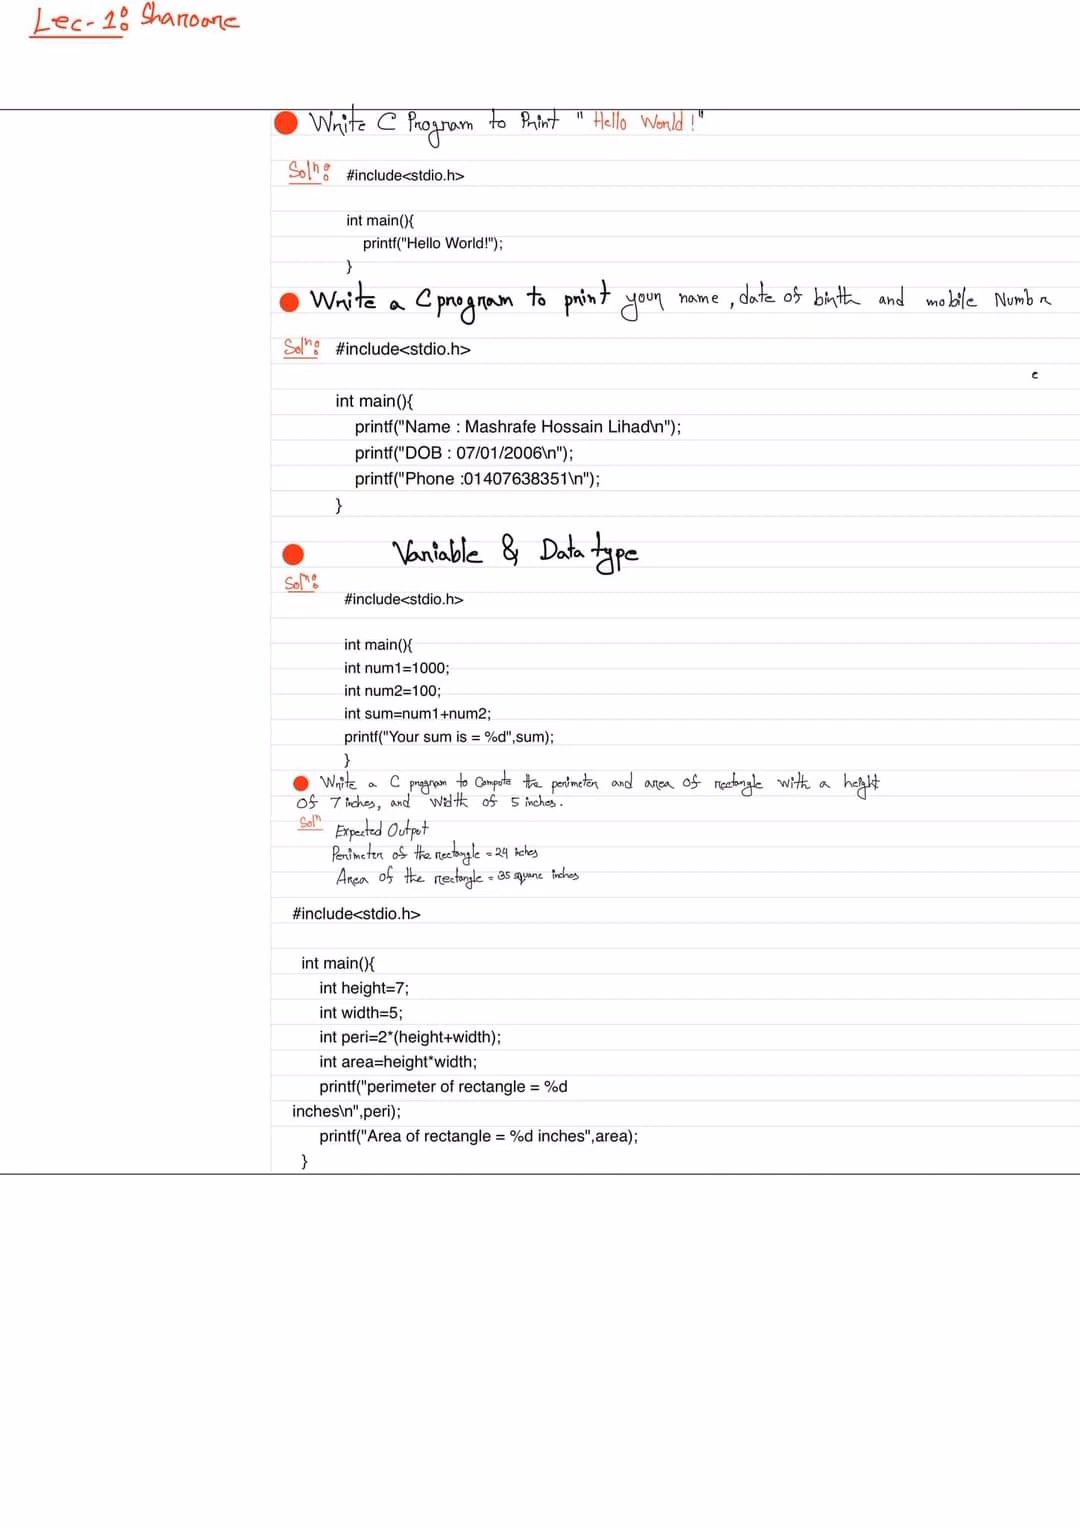 Lec-1: Sharoare
Write C Program to Print "Hello World!"
Solⁿ: #include<stdio.h>
int main(){
printf("Hello World!");
}
Write a C program to print your name, date of birth and mobile Number
Solⁿ: #include<stdio.h>
int main(){
printf("Name : Mashrafe Hossain Lihad\n");
printf("DOB : 07/01/2006\n");
printf("Phone :01407638351\n");
}
Variable & Data type
Solⁿ:
#include<stdio.h>
int main(){
int num1=1000;
int num2=100;
int sum=num1+num2;
printf("Your sum is = %d",sum);
}
Write a C program to Compute the perimeter and area of rectangle with a height
of 7 inches, and width of 5 inches.
Solⁿ Expected Output
Perimeter of the rectangle = 24 iches
Area of the rectangle = 35 square inches
#include<stdio.h>
int main(){
int height=7;
int width=5;
int peri=2*(height+width);
int area=height*width;
printf("perimeter of rectangle = %d
inches\n",peri);
printf("Area of rectangle = %d inches",area);
}